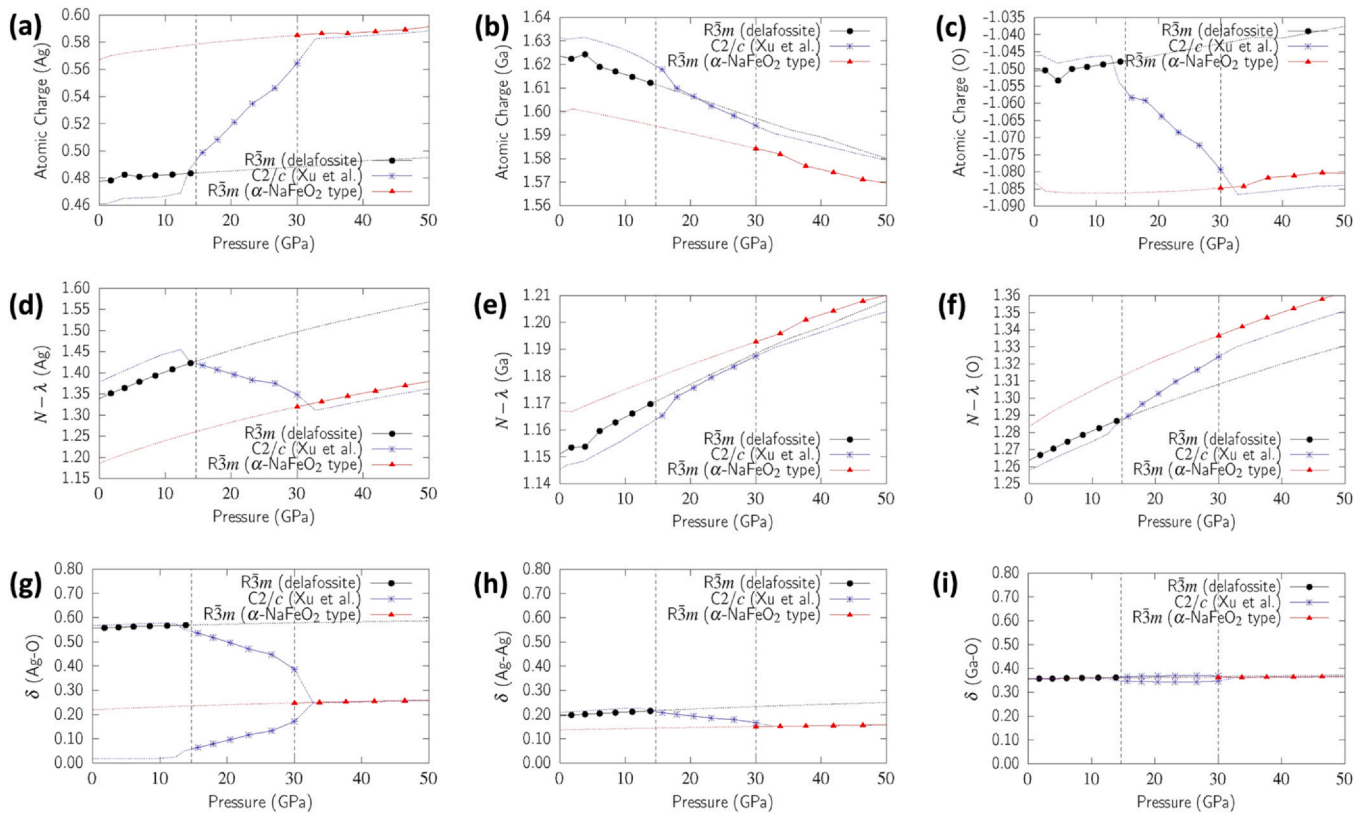 (a)
Atomic Charge (Ag)
0.60
0.58
0.56
0.54
0.52
0.50
0.48
0.46
R3̄m (delafossite)
C2/c (Xu et al.)
R3̄m (α-NaFeO₂ type)
0 10 20 30 40 50
Pressure (GPa)
(b)
Atomic Charge (Ga)
1.64
1.63
1.62
1.61
1.60
1.59
1.58
1.57
1.56
R3̄m (delafossite)
C2/c (Xu et al.)
R3̄m (α-NaFeO₂ type)
0 10 20 30 40 50
Pressure (GPa)
(c)
Atomic Charge (O)
-1.035
-1.040
-1.045
-1.050
-1.055
-1.060
-1.065
-1.070
-1.075
-1.080
-1.085
-1.090
R3̄m (delafossite)
C2/c (Xu et al.)
R3̄m (α-NaFeO₂ type)
0 10 20 30 40 50
Pressure (GPa)
(d)
N − λ (Ag)
1.60
1.55
1.50
1.45
1.40
1.35
1.30
1.25
1.20
1.15
R3̄m (delafossite)
C2/c (Xu et al.)
R3̄m (α-NaFeO₂ type)
0 10 20 30 40 50
Pressure (GPa)
(e)
N − λ (Ga)
1.21
1.20
1.19
1.18
1.17
1.16
1.15
1.14
R3̄m (delafossite)
C2/c (Xu et al.)
R3̄m (α-NaFeO₂ type)
0 10 20 30 40 50
Pressure (GPa)
(f)
N − λ (O)
1.36
1.35
1.34
1.33
1.32
1.31
1.30
1.29
1.28
1.27
1.26
1.25
R3̄m (delafossite)
C2/c (Xu et al.)
R3̄m (α-NaFeO₂ type)
0 10 20 30 40 50
Pressure (GPa)
(g)
δ (Ag-O)
0.80
0.70
0.60
0.50
0.40
0.30
0.20
0.10
0.00
R3̄m (delafossite)
C2/c (Xu et al.)
R3̄m (α-NaFeO₂ type)
0 10 20 30 40 50
Pressure (GPa)
(h)
δ (Ag-Ag)
0.80
0.70
0.60
0.50
0.40
0.30
0.20
0.10
0.00
R3̄m (delafossite)
C2/c (Xu et al.)
R3̄m (α-NaFeO₂ type)
0 10 20 30 40 50
Pressure (GPa)
(i)
δ (Ga-O)
0.80
0.70
0.60
0.50
0.40
0.30
0.20
0.10
0.00
R3̄m (delafossite)
C2/c (Xu et al.)
R3̄m (α-NaFeO₂ type)
0 10 20 30 40 50
Pressure (GPa)